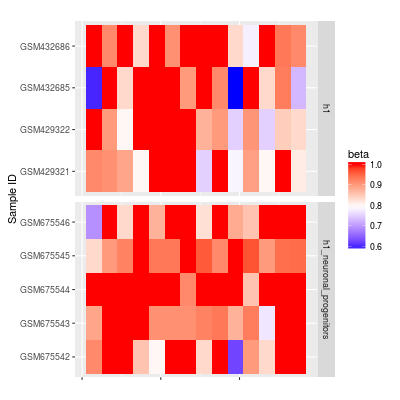 GSM432686
GSM432685
GSM429322
GSM429321
h1
GSM675546
GSM675545
GSM675544
GSM675543
GSM675542
h1_neuronal_progenitors
Sample ID
beta
1.0
0.9
0.8
0.7
0.6